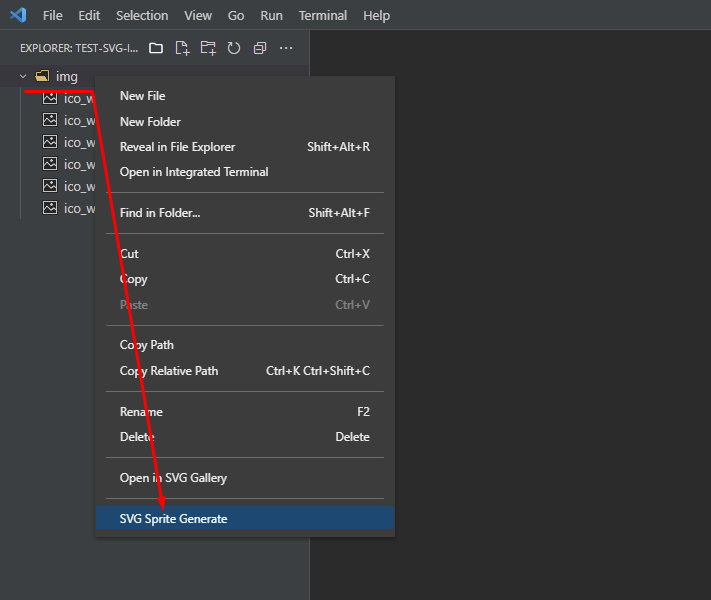 File Edit Selection View Go Run Terminal Help
EXPLORER: TEST-SVG-I...
img
ico_w
ico_w
ico_w
ico_w
ico_w
ico_w
New File
New Folder
Reveal in File Explorer Shift+Alt+R
Open in Integrated Terminal
Find in Folder... Shift+Alt+F
Cut Ctrl+X
Copy Ctrl+C
Paste Ctrl+V
Copy Path
Copy Relative Path Ctrl+K Ctrl+Shift+C
Rename F2
Delete Delete
Open in SVG Gallery
SVG Sprite Generate